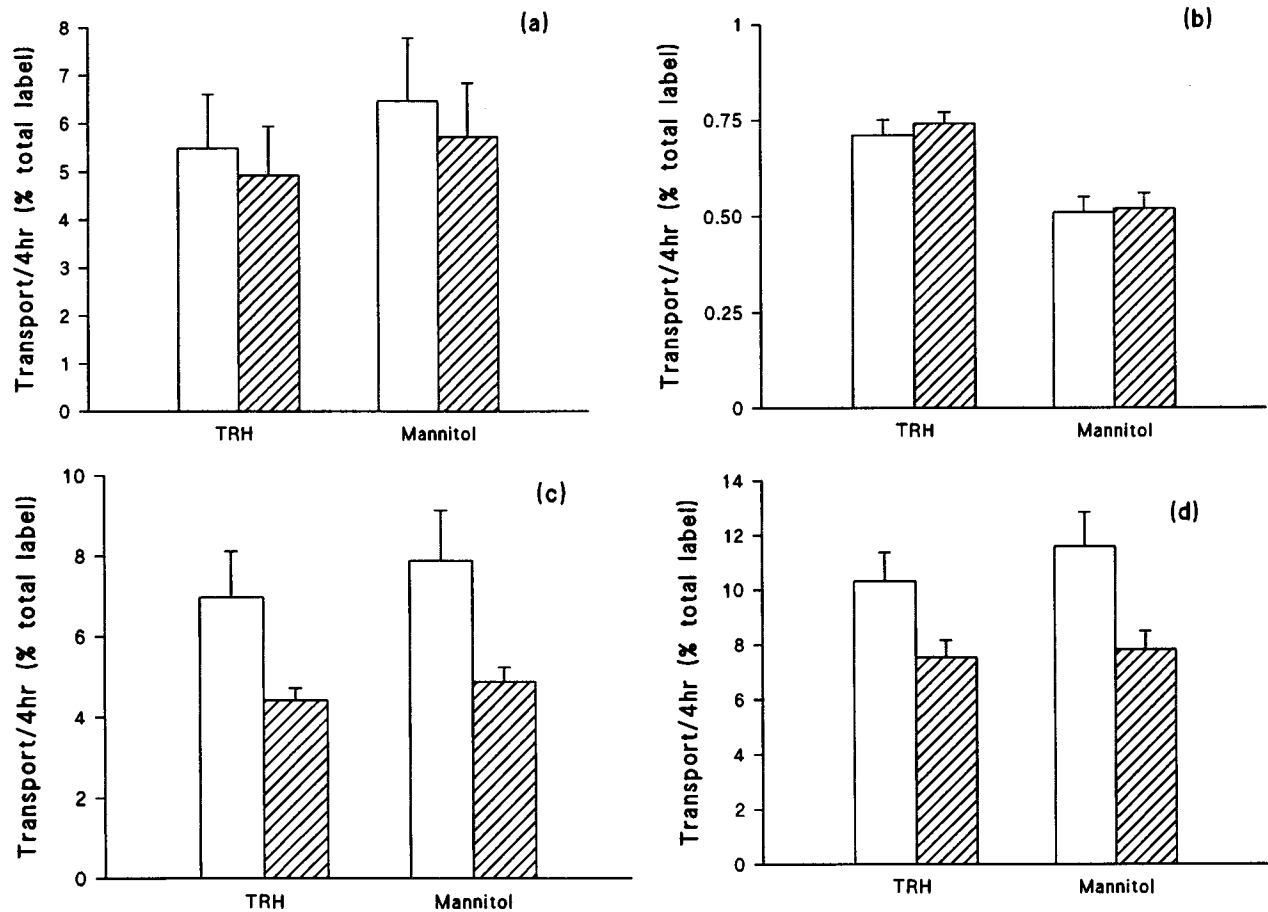 (a)
Transport/4hr (% total label)
8
7
6
5
4
3
2
1
0
TRH Mannitol
(b)
Transport/4hr (% total label)
1
0.75
0.50
0.25
0
TRH Mannitol
(c)
Transport/4hr (% total label)
10
8
6
4
2
0
TRH Mannitol
(d)
Transport/4hr (% total label)
14
12
10
8
6
4
2
0
TRH Mannitol